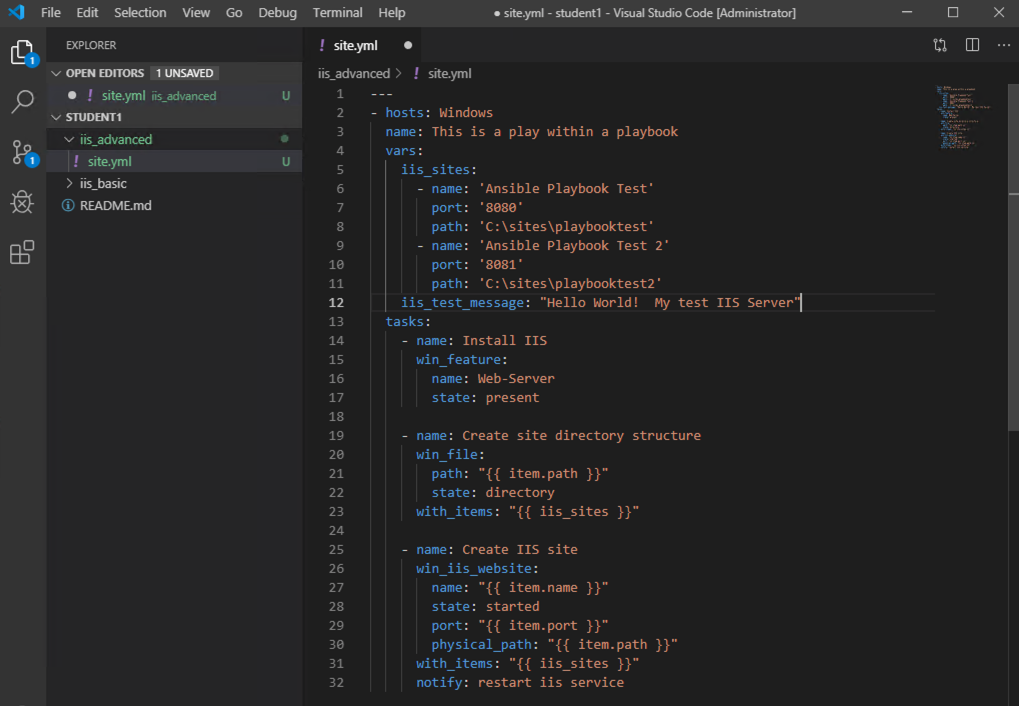 File Edit Selection View Go Debug Terminal Help ● site.yml - student1 - Visual Studio Code [Administrator]
EXPLORER
OPEN EDITORS 1 UNSAVED
● ! site.yml iis_advanced U
STUDENT1
iis_advanced
! site.yml U
iis_basic
README.md
1
1
! site.yml ●
iis_advanced > ! site.yml
1 ---
2 - hosts: Windows
3   name: This is a play within a playbook
4   vars:
5     iis_sites:
6       - name: 'Ansible Playbook Test'
7         port: '8080'
8         path: 'C:\sites\playbooktest'
9       - name: 'Ansible Playbook Test 2'
10         port: '8081'
11         path: 'C:\sites\playbooktest2'
12     iis_test_message: "Hello World!  My test IIS Server"
13   tasks:
14     - name: Install IIS
15       win_feature:
16         name: Web-Server
17         state: present
18
19     - name: Create site directory structure
20       win_file:
21         path: "{{ item.path }}"
22         state: directory
23       with_items: "{{ iis_sites }}"
24
25     - name: Create IIS site
26       win_iis_website:
27         name: "{{ item.name }}"
28         state: started
29         port: "{{ item.port }}"
30         physical_path: "{{ item.path }}"
31       with_items: "{{ iis_sites }}"
32       notify: restart iis service